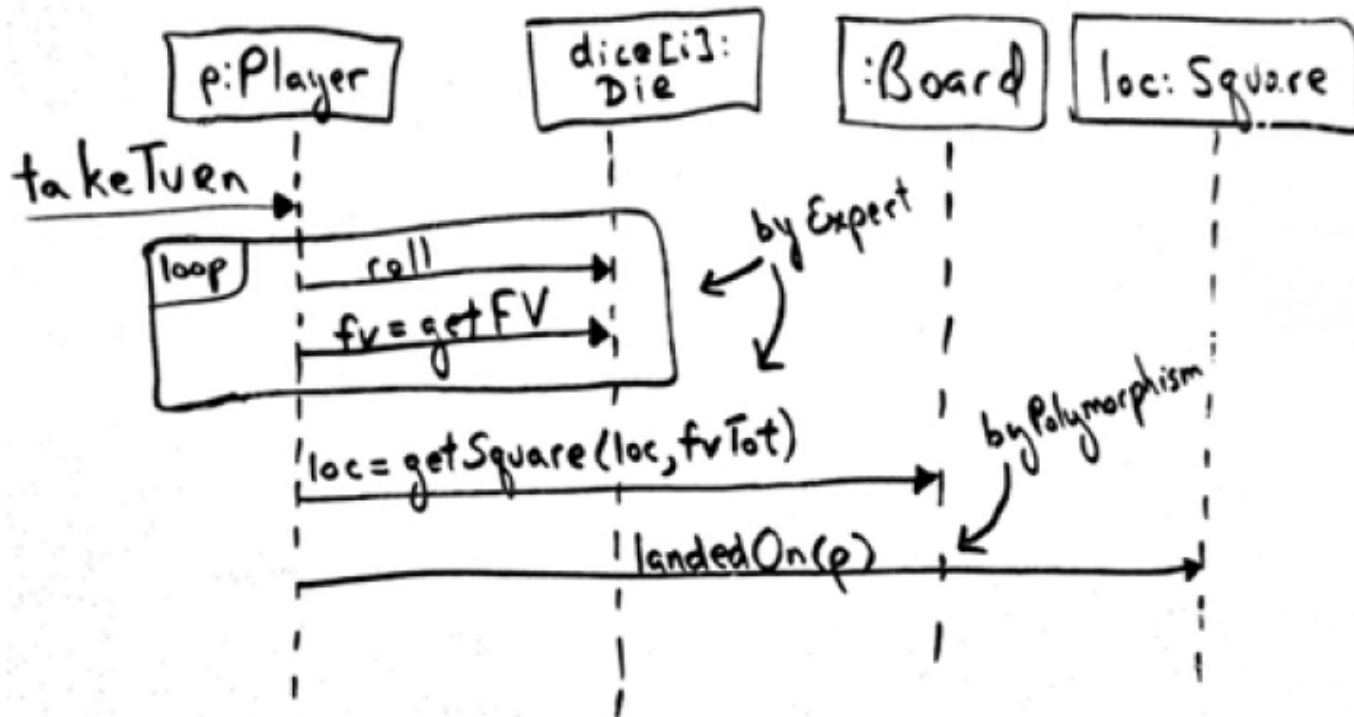 p:Player
dice[i]:
Die
:Board
loc: Square
takeTurn
by Expert
loop
roll
fv=getFV
by Polymorphism
loc=getSquare(loc,fvTot)
landedOn(p)